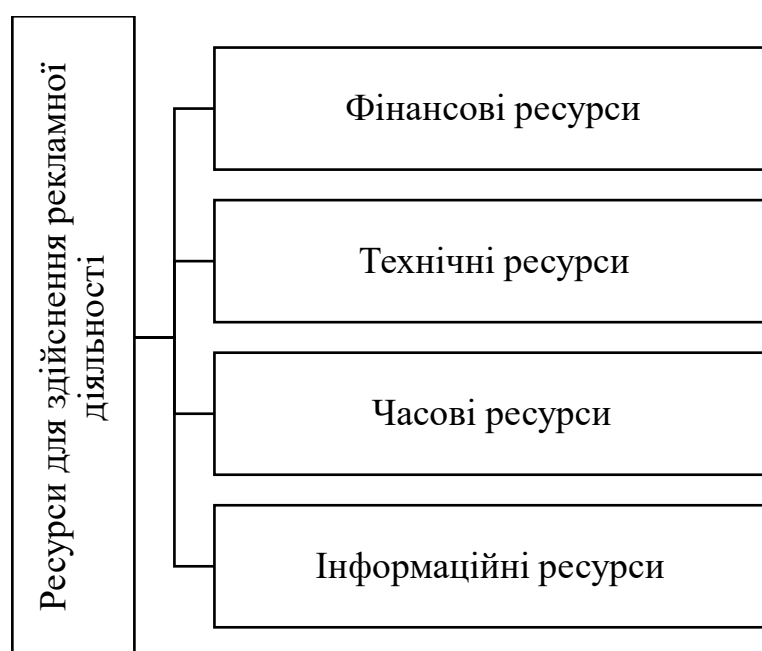 Ресурси для здійснення рекламної
діяльності
Фінансові ресурси
Технічні ресурси
Часові ресурси
Інформаційні ресурси